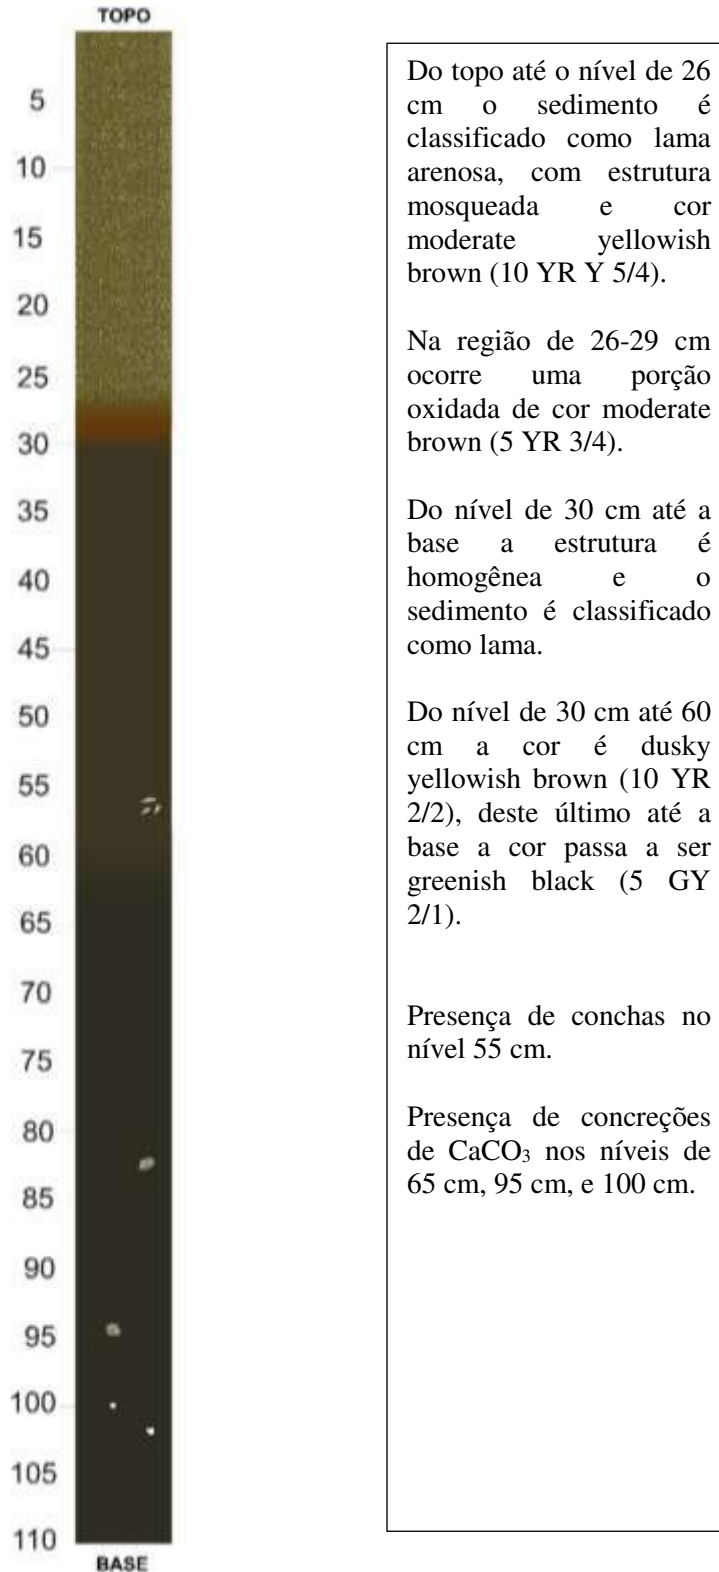 TOPO
5
10
15
20
25
30
35
40
45
50
55
60
65
70
75
80
85
90
95
100
105
110
BASE
Do topo até o nível de 26
cm o sedimento é
classificado como lama
arenosa, com estrutura
mosqueada e cor
moderate yellowish
brown (10 YR Y 5/4).
Na região de 26-29 cm
ocorre uma porção
oxidada de cor moderate
brown (5 YR 3/4).
Do nível de 30 cm até a
base a estrutura é
homogênea e o
sedimento é classificado
como lama.
Do nível de 30 cm até 60
cm a cor é dusky
yellowish brown (10 YR
2/2), deste último até a
base a cor passa a ser
greenish black (5 GY
2/1).
Presença de conchas no
nível 55 cm.
Presença de concreções
de CaCO₃ nos níveis de
65 cm, 95 cm, e 100 cm.